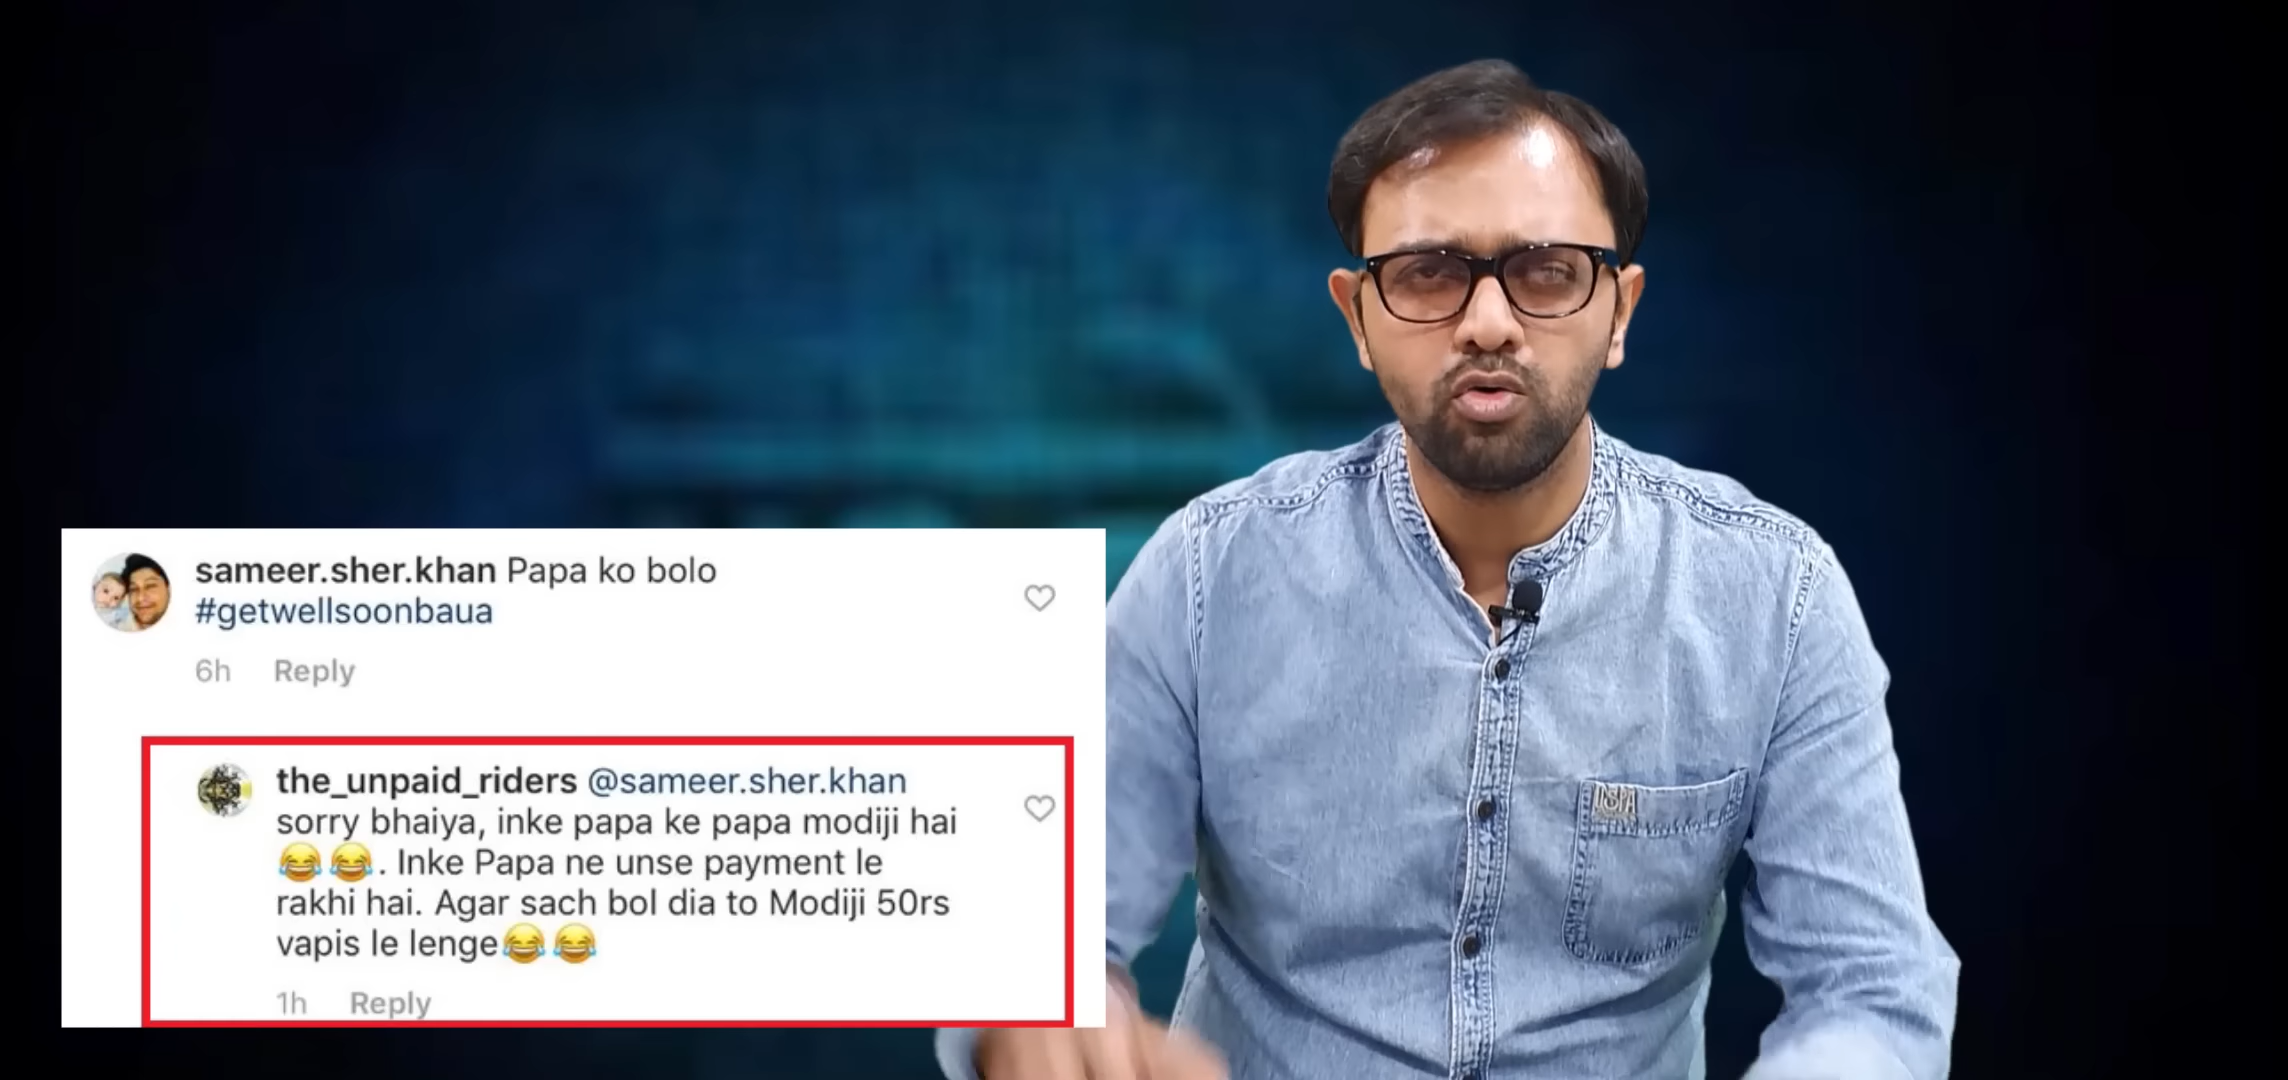 sameer.sher.khan Papa ko bolo
#getwellsoonbaua
6h Reply
the_unpaid_riders @sameer.sher.khan
sorry bhaiya, inke papa ke papa modiji hai
😂😂. Inke Papa ne unse payment le
rakhi hai. Agar sach bol dia to Modiji 50rs
vapis le lenge😂😂
1h Reply